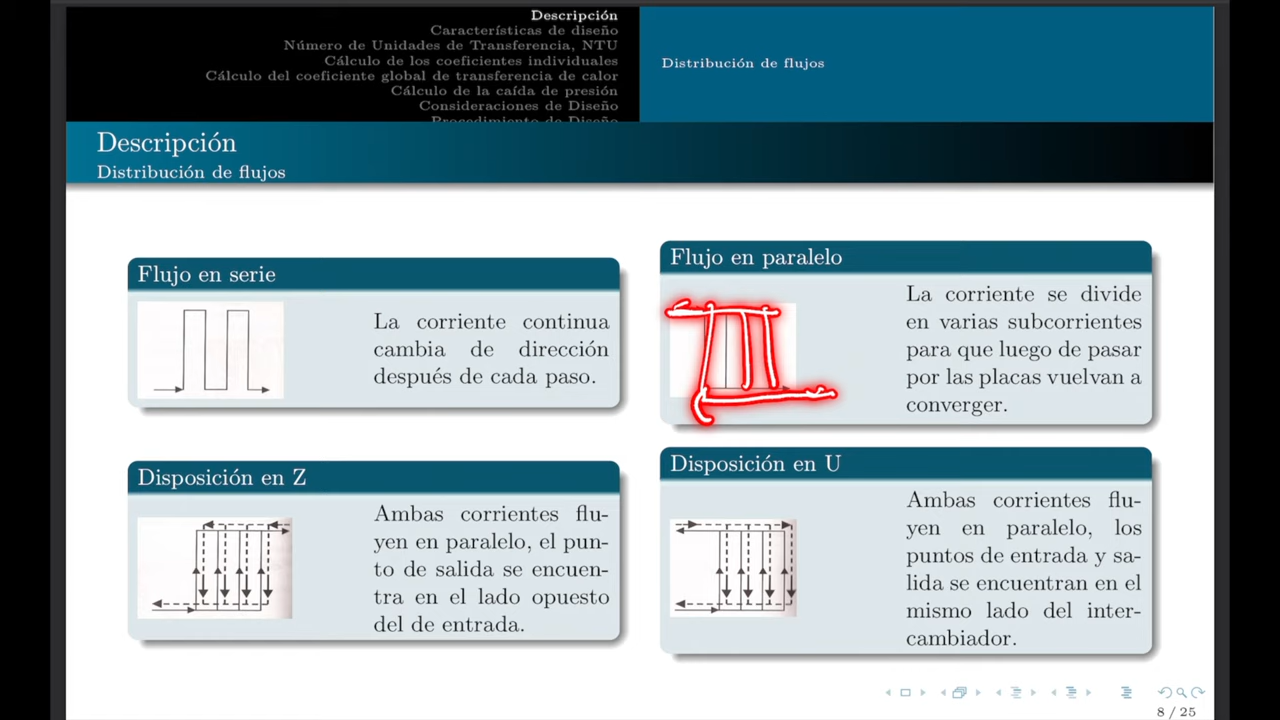 Descripción
Características de diseño
Número de Unidades de Transferencia, NTU
Cálculo de los coeficientes individuales
Cálculo del coeficiente global de transferencia de calor
Cálculo de la caída de presión
Consideraciones de Diseño
Procedimiento de Diseño
Distribución de flujos
Descripción
Distribución de flujos
Flujo en serie
La corriente continua
cambia de dirección
después de cada paso.
Flujo en paralelo
La corriente se divide
en varias subcorrientes
para que luego de pasar
por las placas vuelvan a
converger.
Disposición en Z
Ambas corrientes flu-
yen en paralelo, el pun-
to de salida se encuen-
tra en el lado opuesto
del de entrada.
Disposición en U
Ambas corrientes flu-
yen en paralelo, los
puntos de entrada y sa-
lida se encuentran en el
mismo lado del inter-
cambiador.
8 / 25